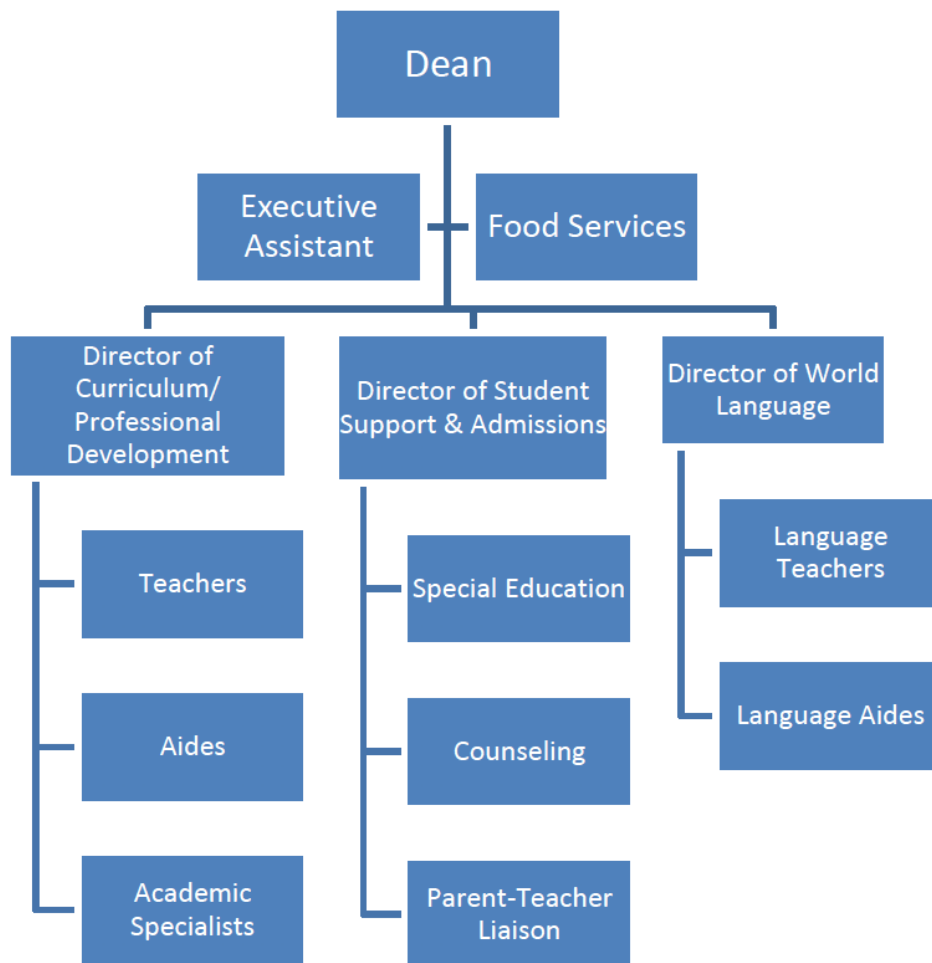 Dean
Executive
Assistant
Food Services
Director of
Curriculum/
Professional
Development
Director of Student
Support & Admissions
Director of World
Language
Teachers
Aides
Academic
Specialists
Special Education
Counseling
Parent-Teacher
Liaison
Language
Teachers
Language Aides